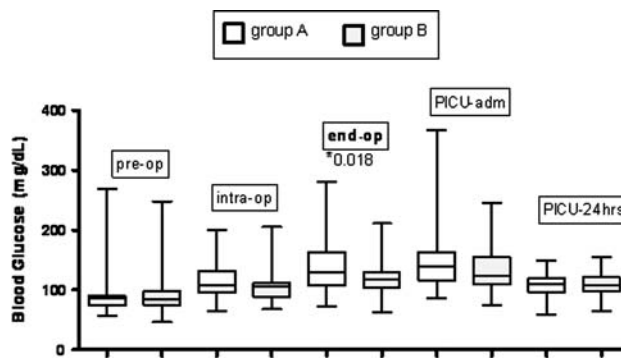 group A group B
400
300
200
100
0
Blood Glucose (mg/dL)
pre-op
intra-op
end-op
*0.018
PICU-adm
PICU-24hrs